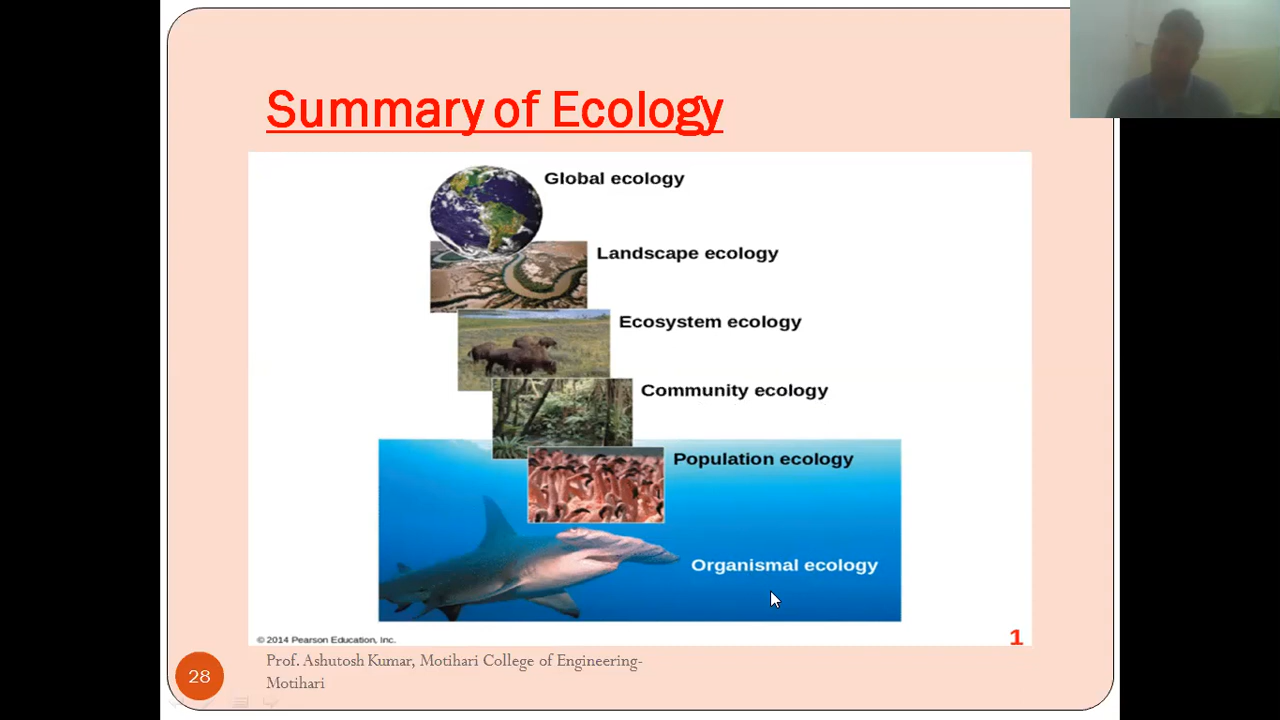 Summary of Ecology
Global ecology
Landscape ecology
Ecosystem ecology
Community ecology
Population ecology
Organismal ecology
© 2014 Pearson Education, Inc.
1
Prof. Ashutosh Kumar, Motihari College of Engineering-
Motihari
28